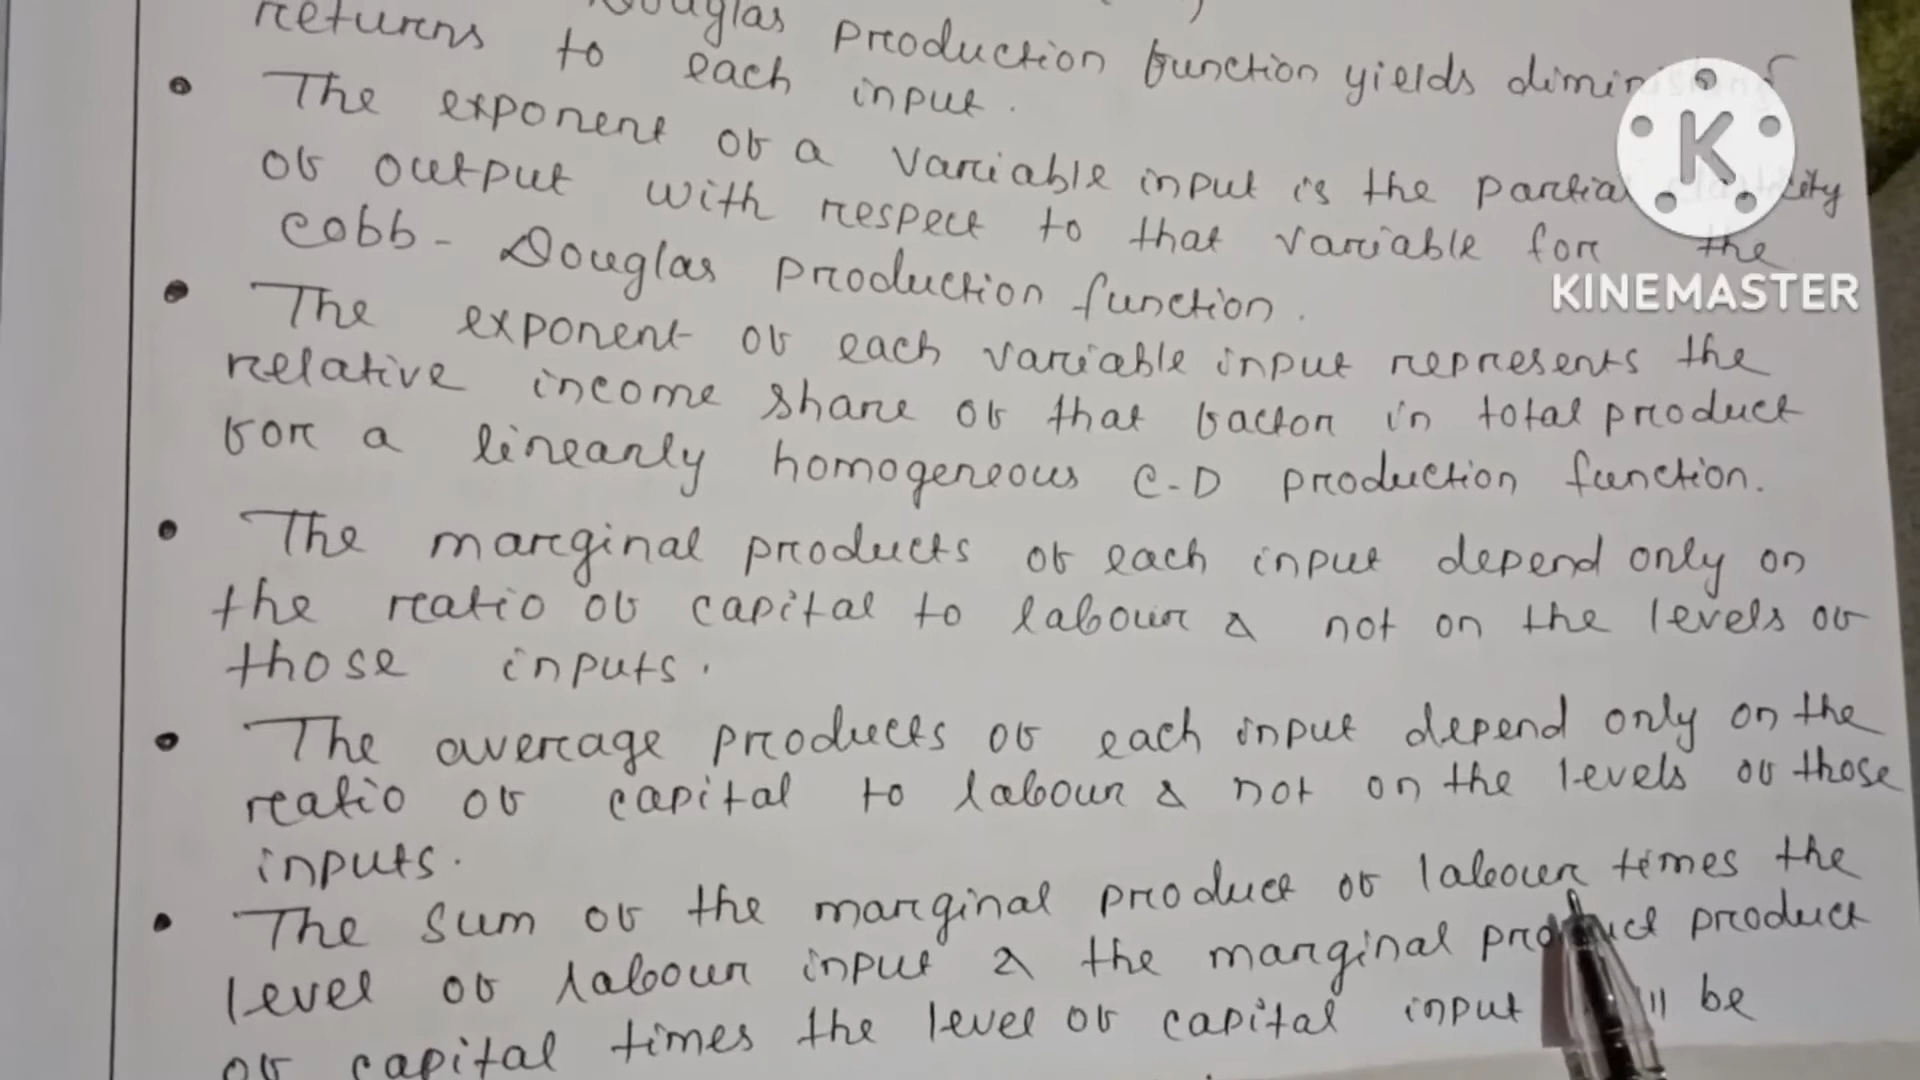 Douglas production function yields
returns to each input.
• The exponent of a variable input is the partial
of output with respect to that variable for the
Cobb-Douglas production function.
• The exponent of each variable input represents the
relative income share of that factor in total product
for a linearly homogeneous C-D production function.
• The marginal products of each input depend only on
the ratio of capital to labour & not on the levels of
those inputs.
• The average products of each input depend only on the
ratio of capital to labour & not on the levels of those
inputs.
• The sum of the marginal product of labour times the
level of labour input & the marginal product product
of capital times the level of capital input be
K
KINEMASTER